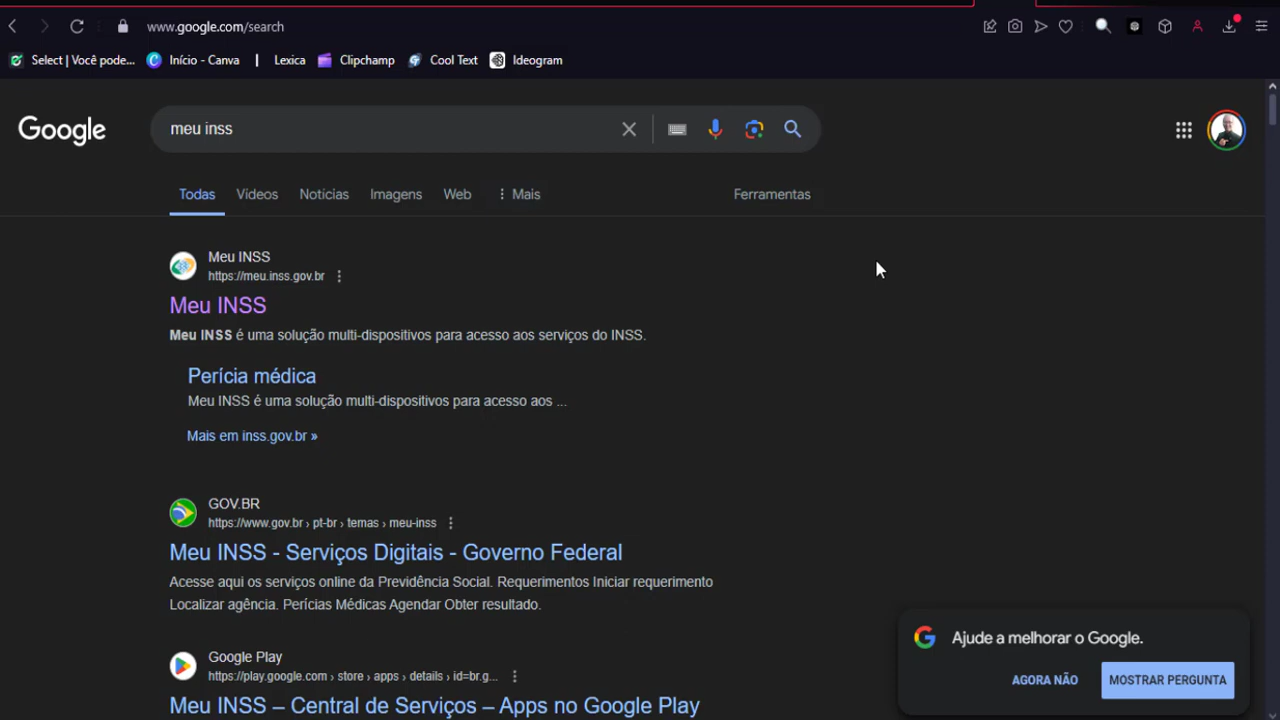 www.google.com/search
Select | Você pode...
Início - Canva
|
Lexica
Clipchamp
Cool Text
Ideogram
Google
meu inss
Todas
Vídeos
Notícias
Imagens
Web
Mais
Ferramentas
Meu INSS
https://meu.inss.gov.br
Meu INSS
Meu INSS é uma solução multi-dispositivos para acesso aos serviços do INSS.
Perícia médica
Meu INSS é uma solução multi-dispositivos para acesso aos ...
Mais em inss.gov.br »
GOV.BR
https://www.gov.br › pt-br › temas › meu-inss
Meu INSS - Serviços Digitais - Governo Federal
Acesse aqui os serviços online da Previdência Social. Requerimentos Iniciar requerimento
Localizar agência. Perícias Médicas Agendar Obter resultado.
Google Play
https://play.google.com › store › apps › details › id=br.g...
Meu INSS – Central de Serviços – Apps no Google Play
Ajude a melhorar o Google.
AGORA NÃO
MOSTRAR PERGUNTA